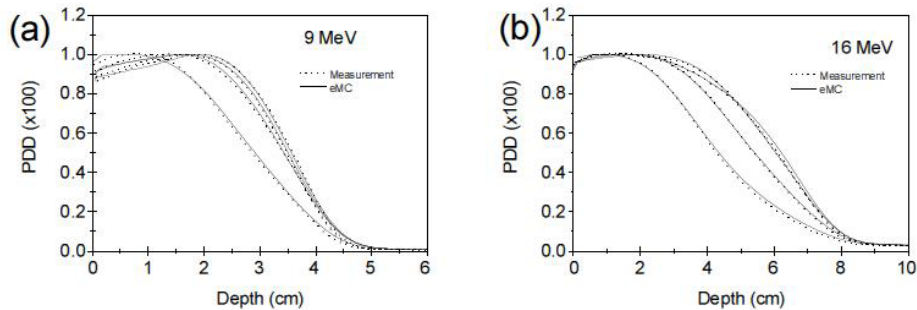 (a)
9 MeV
Measurement
eMC
PDD (x100)
1.2
1.0
0.8
0.6
0.4
0.2
0.0
0 1 2 3 4 5 6
Depth (cm)
(b)
16 MeV
Measurement
eMC
PDD (x100)
1.2
1.0
0.8
0.6
0.4
0.2
0.0
0 2 4 6 8 10
Depth (cm)